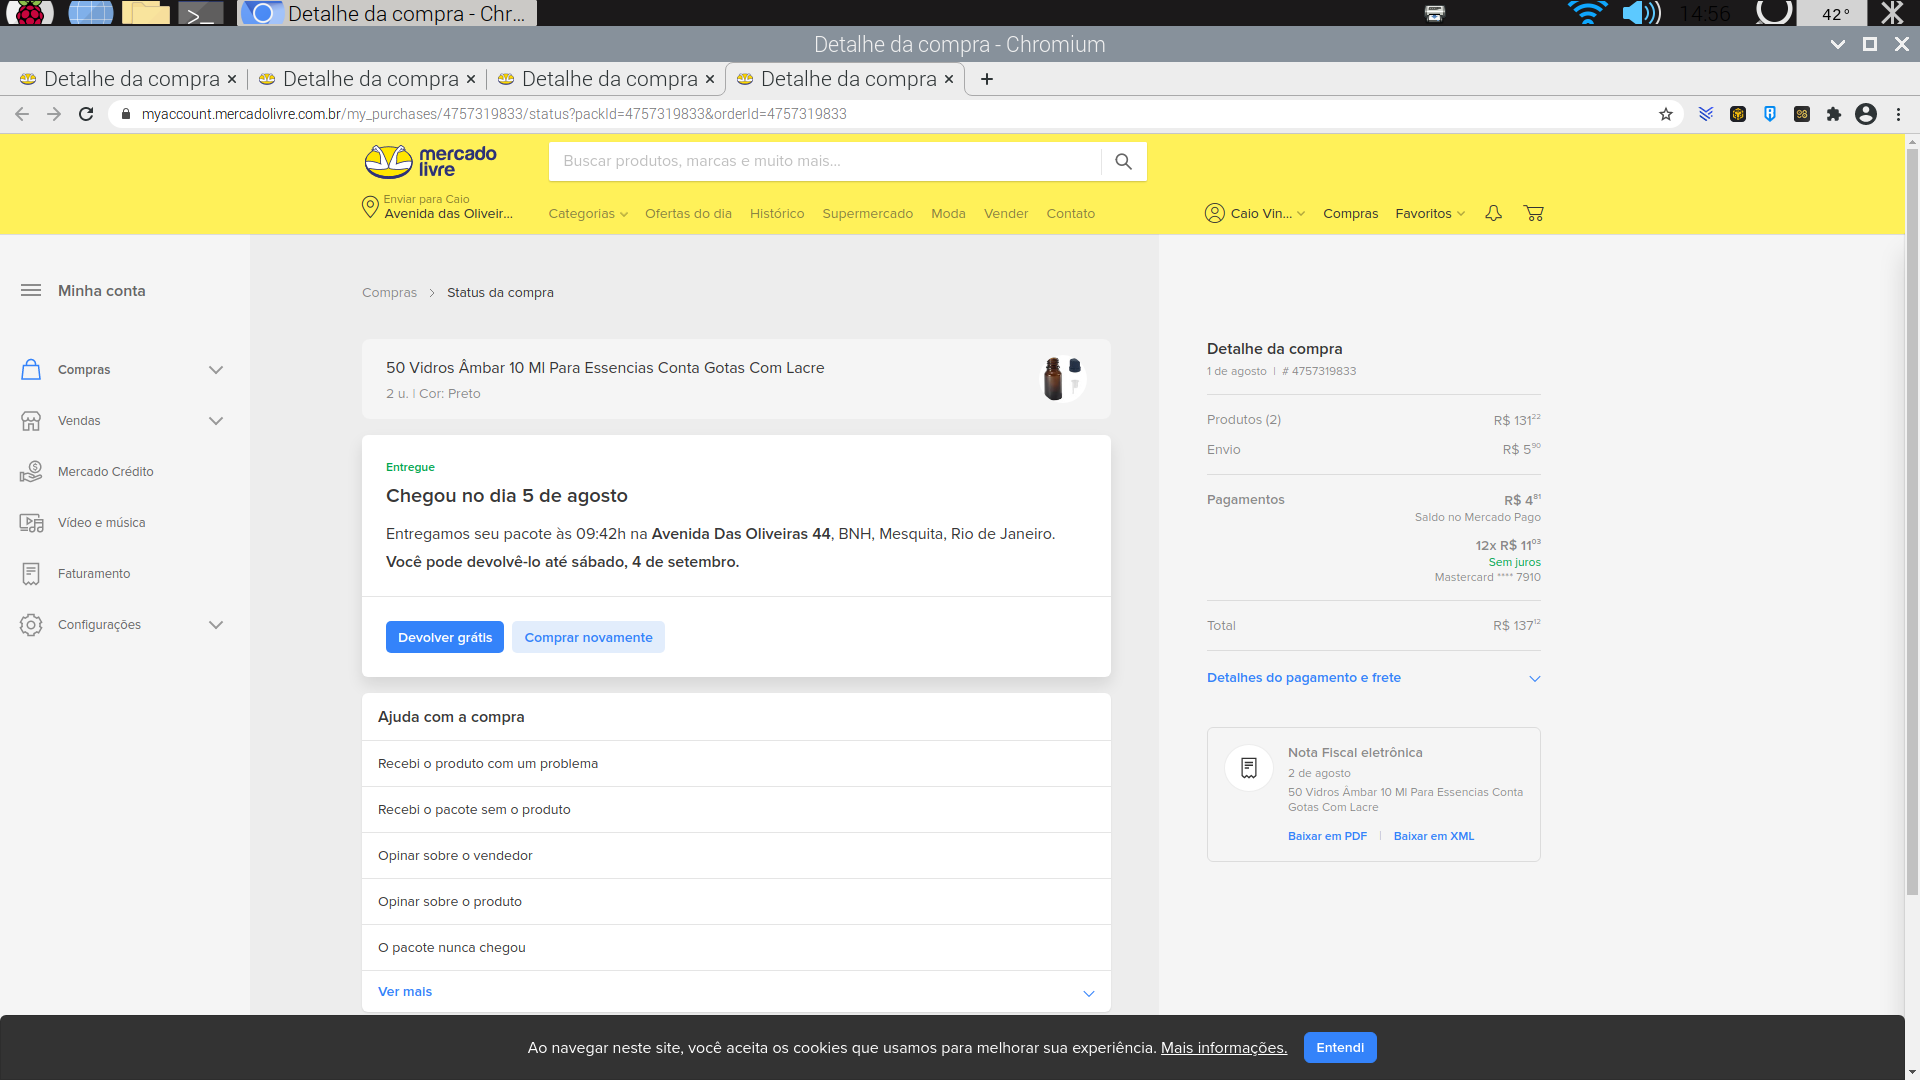 Detalhe da compra - Chr...
14:56
42°
Detalhe da compra - Chromium
Detalhe da compra
Detalhe da compra
Detalhe da compra
Detalhe da compra
myaccount.mercadolivre.com.br/my_purchases/4757319833/status?packId=4757319833&orderId=4757319833
mercado
livre
Buscar produtos, marcas e muito mais...
Enviar para Caio
Avenida das Oliveir...
Categorias
Ofertas do dia
Histórico
Supermercado
Moda
Vender
Contato
Caio Vin...
Compras
Favoritos
Minha conta
Compras
Vendas
Mercado Crédito
Vídeo e música
Faturamento
Configurações
Compras > Status da compra
50 Vidros Âmbar 10 Ml Para Essencias Conta Gotas Com Lacre
2 u. | Cor: Preto
Entregue
Chegou no dia 5 de agosto
Entregamos seu pacote às 09:42h na Avenida Das Oliveiras 44, BNH, Mesquita, Rio de Janeiro.
Você pode devolvê-lo até sábado, 4 de setembro.
Devolver grátis
Comprar novamente
Ajuda com a compra
Recebi o produto com um problema
Recebi o pacote sem o produto
Opinar sobre o vendedor
Opinar sobre o produto
O pacote nunca chegou
Ver mais
Detalhe da compra
1 de agosto | # 4757319833
Produtos (2) R$ 131²²
Envio R$ 5⁹⁰
Pagamentos R$ 4⁸¹
Saldo no Mercado Pago
12x R$ 11⁰³
Sem juros
Mastercard **** 7910
Total R$ 137¹²
Detalhes do pagamento e frete
Nota Fiscal eletrônica
2 de agosto
50 Vidros Âmbar 10 Ml Para Essencias Conta
Gotas Com Lacre
Baixar em PDF | Baixar em XML
Ao navegar neste site, você aceita os cookies que usamos para melhorar sua experiência. Mais informações.
Entendi